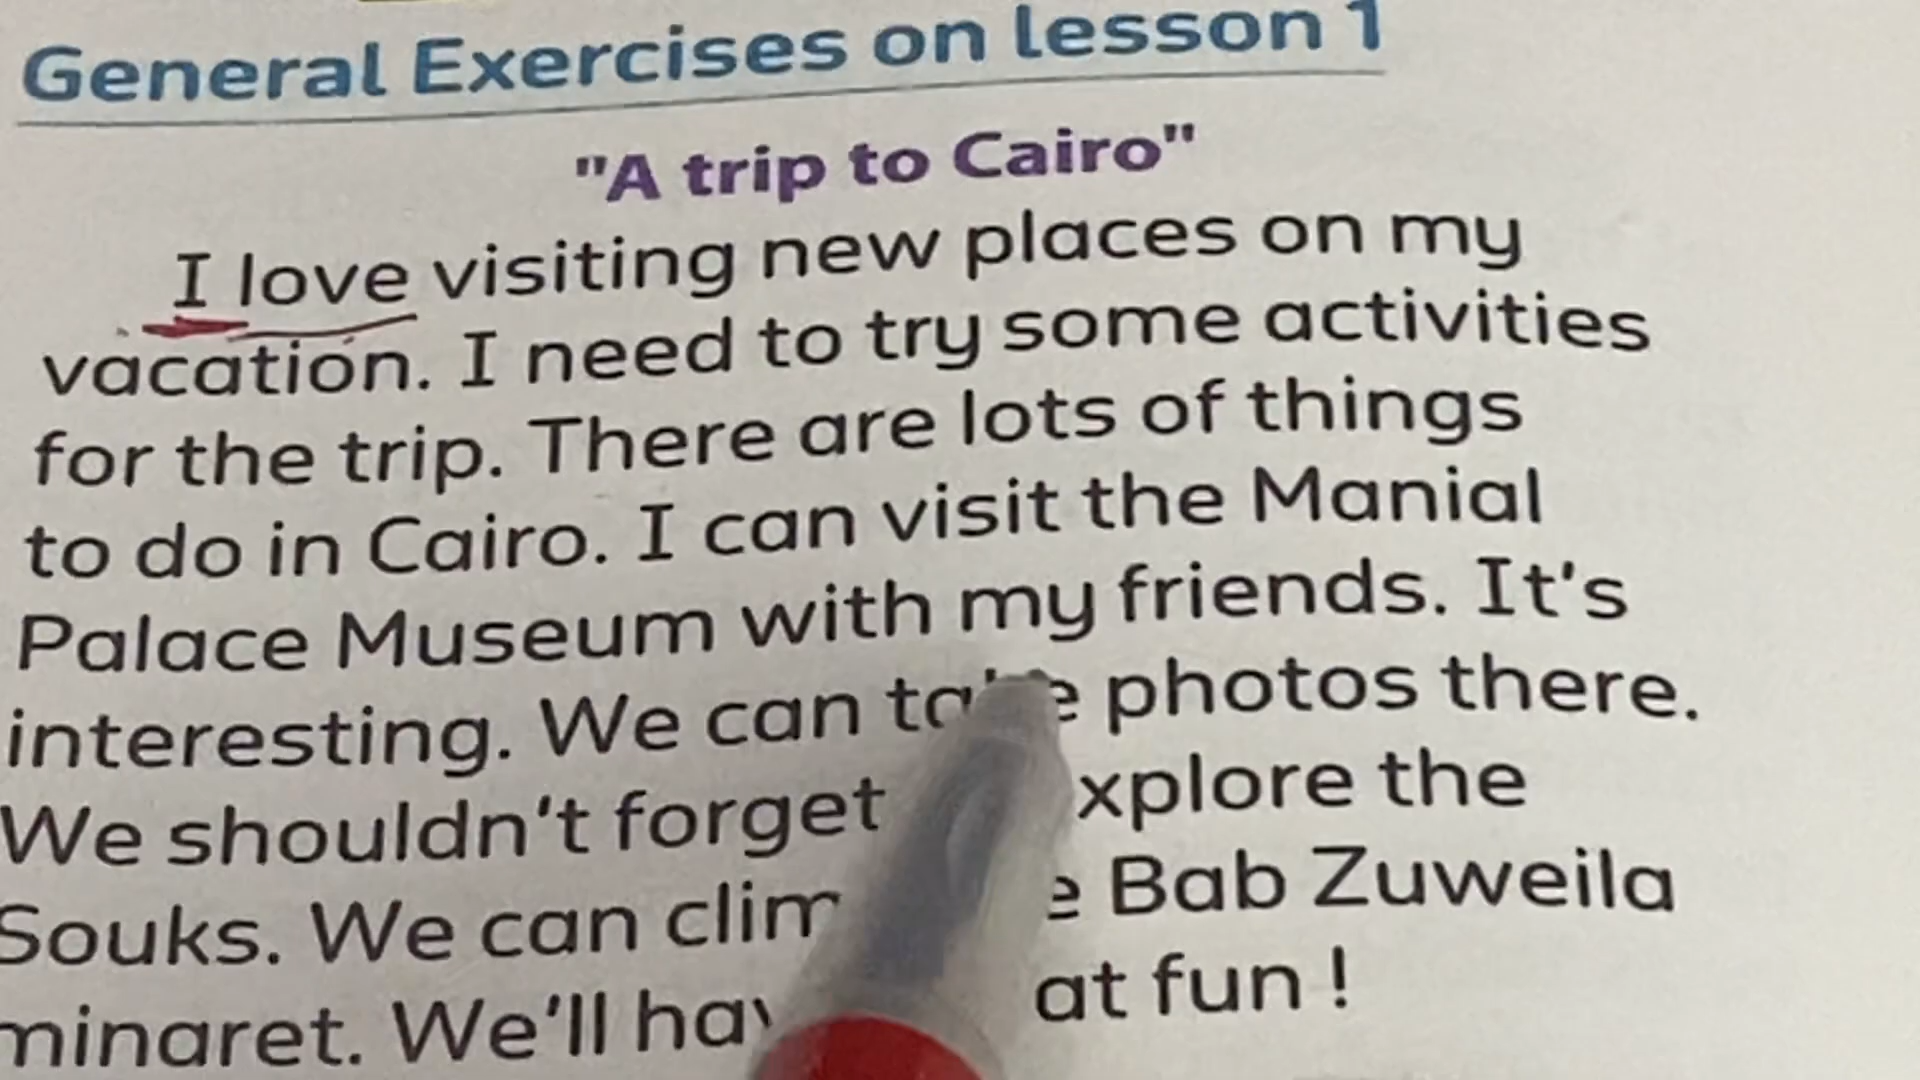 General Exercises on lesson 1
"A trip to Cairo"
I love visiting new places on my
vacation. I need to try some activities
for the trip. There are lots of things
to do in Cairo. I can visit the Manial
Palace Museum with my friends. It's
interesting. We can take photos there.
We shouldn't forget the
Souks. We can Bab Zuweila
minaret. We'll fun !